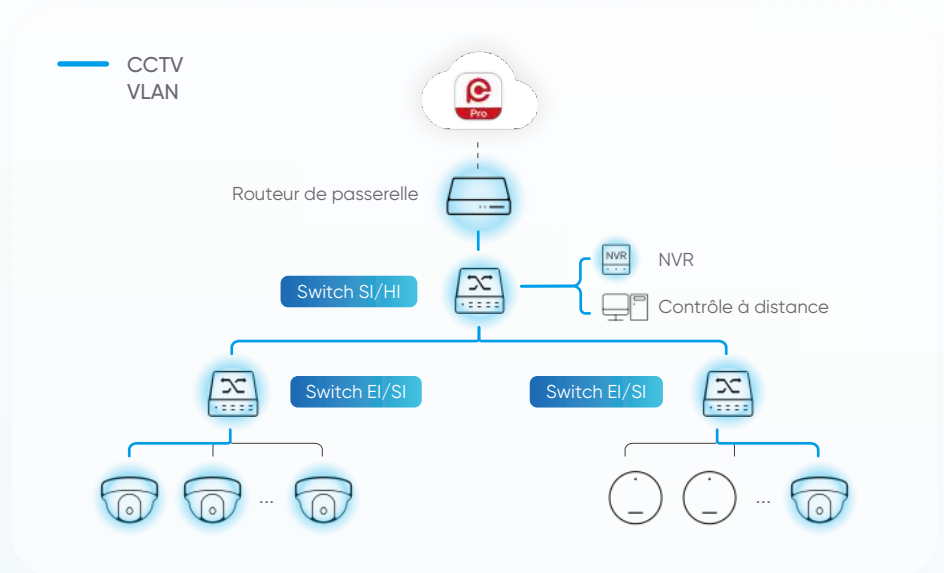 CCTV
VLAN
Pro
Routeur de passerelle
NVR
NVR
Switch SI/HI
Contrôle à distance
Switch EI/SI
Switch EI/SI
...
...